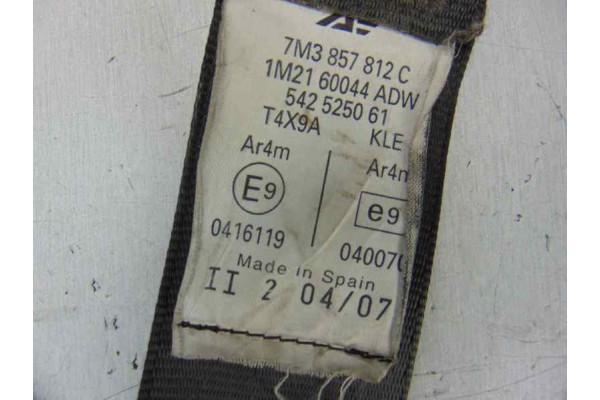 7M3 857 812 C
1M21 60044 ADW
542 5250 61
T4X9A KLE
Ar4m Ar4m
E9 e9
0416119 04007
Made in Spain
II 2 04/07